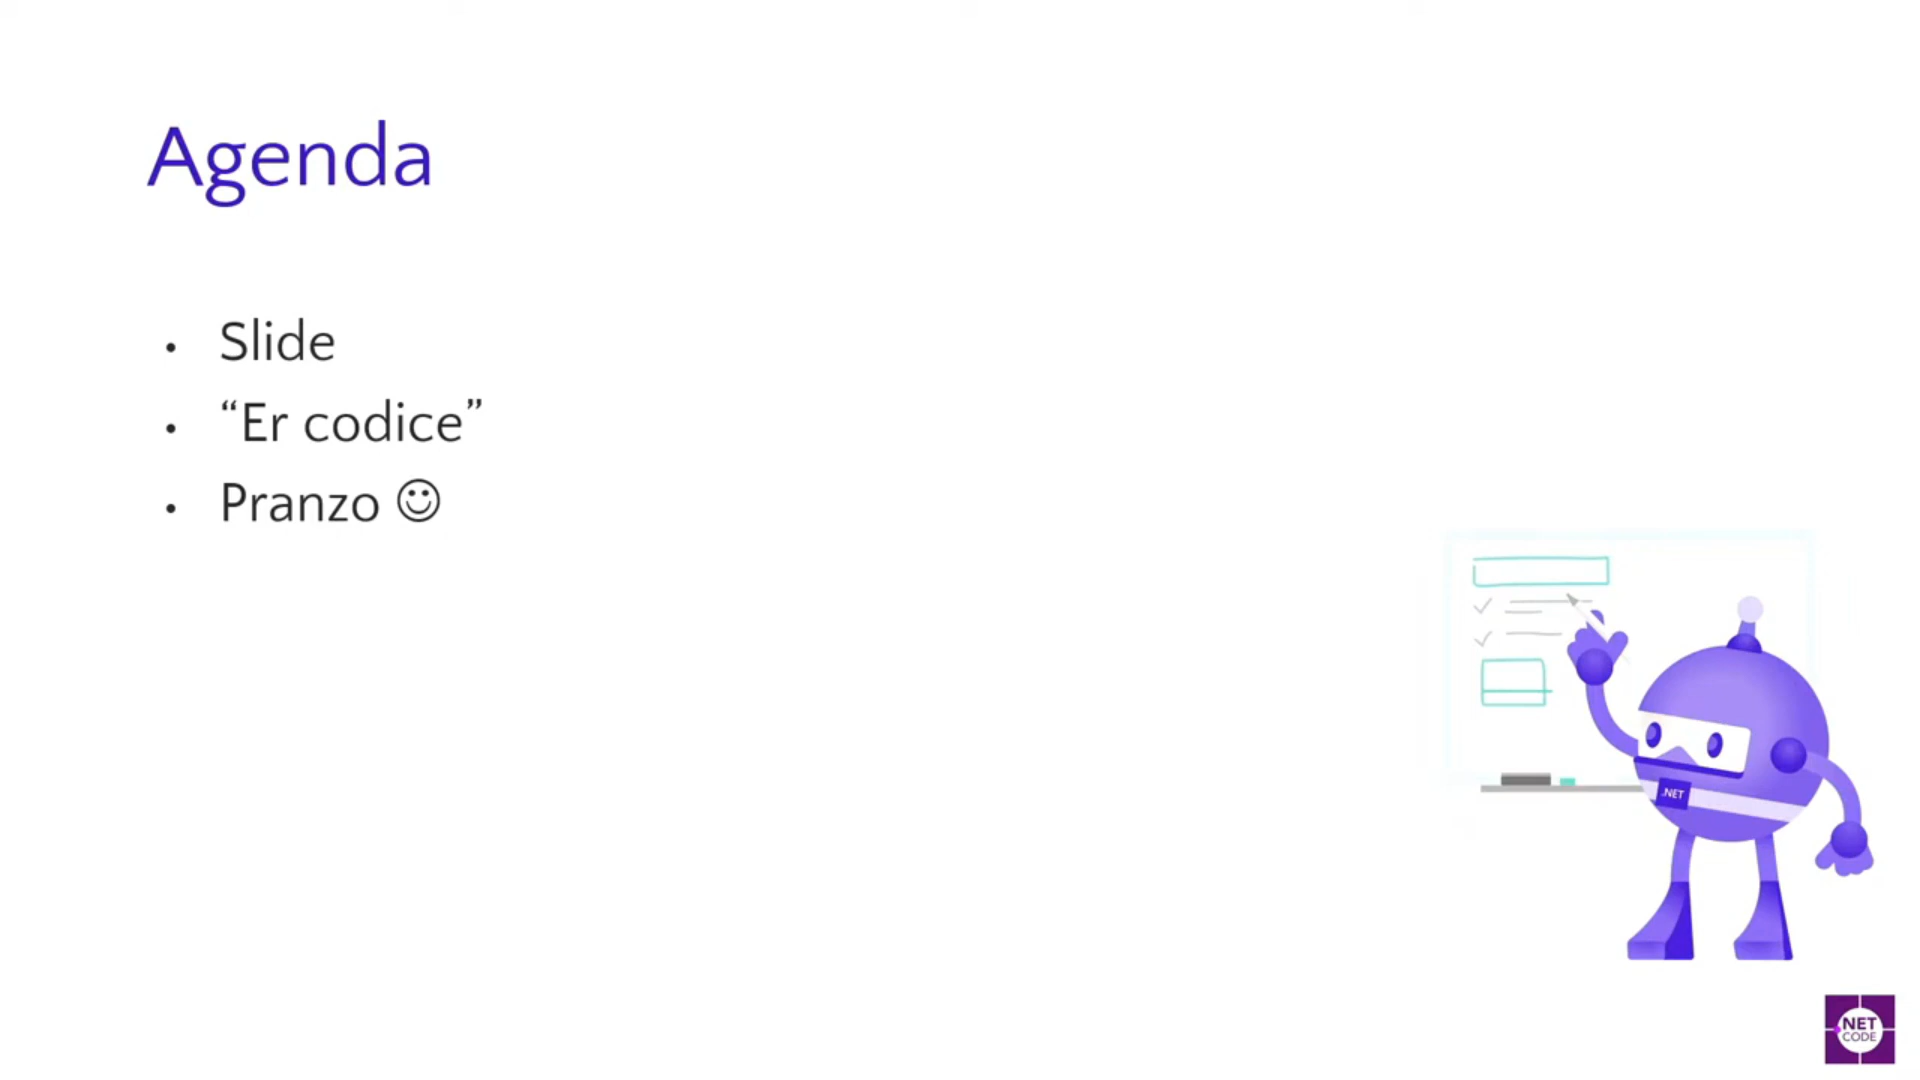 Agenda
• Slide
• “Er codice”
• Pranzo ☺
.NET
.NET
CODE